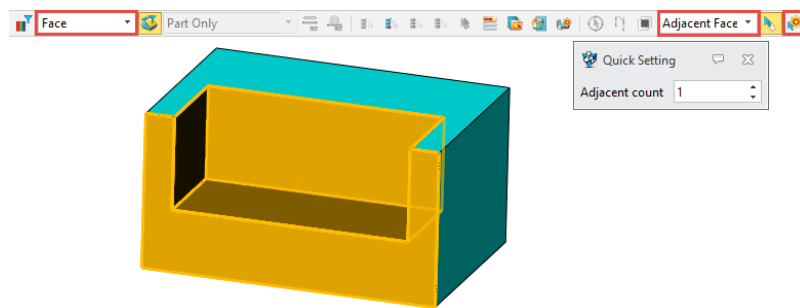 Face
Part Only
Adjacent Face
Quick Setting
Adjacent count 1